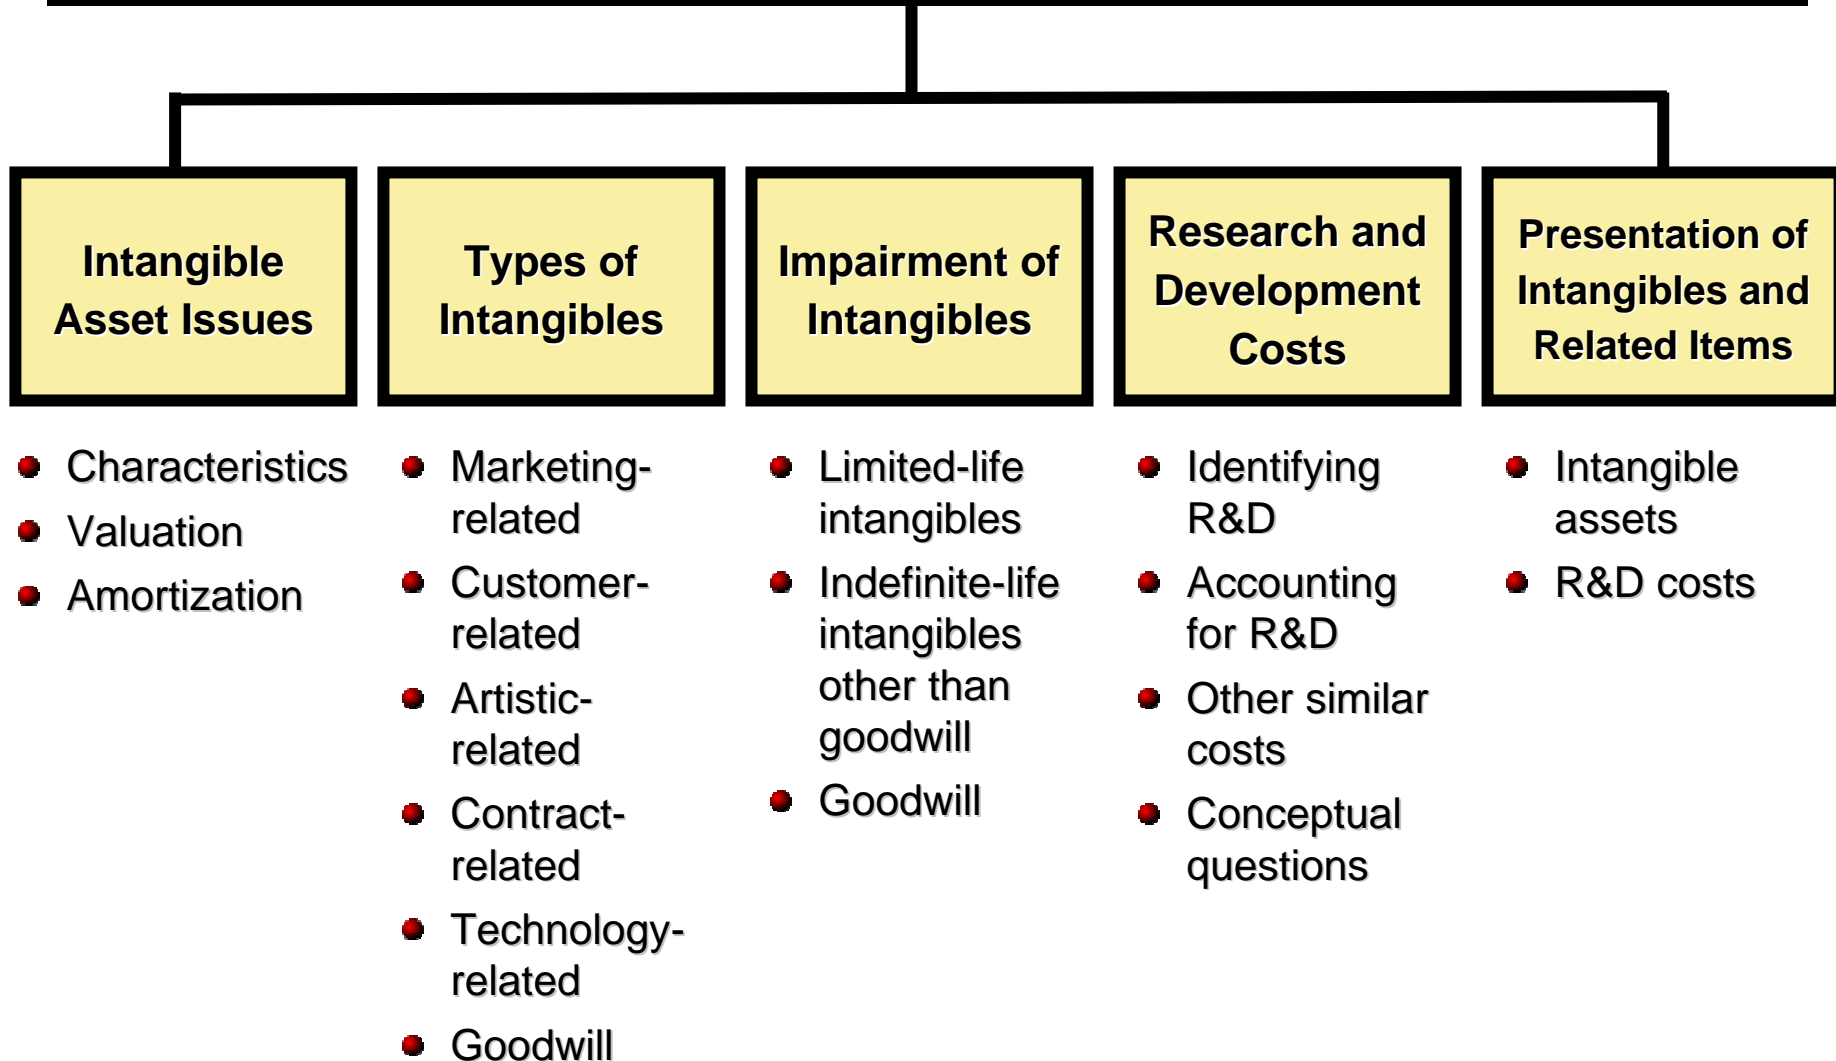 Intangible
Asset Issues
Characteristics
Valuation
Amortization
Types of
Intangibles
Marketing-
related
Customer-
related
Artistic-
related
Contract-
related
Technology-
related
Goodwill
Impairment of
Intangibles
Limited-life
intangibles
Indefinite-life
intangibles
other than
goodwill
Goodwill
Research and
Development
Costs
Identifying
R&D
Accounting
for R&D
Other similar
costs
Conceptual
questions
Presentation of
Intangibles and
Related Items
Intangible
assets
R&D costs